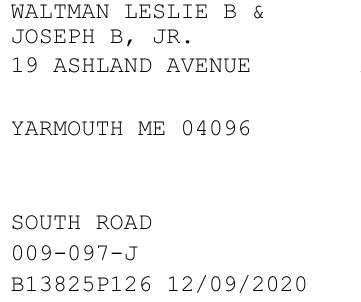 WALTMAN LESLIE B &
JOSEPH B, JR.
19 ASHLAND AVENUE
YARMOUTH ME 04096
SOUTH ROAD
009-097-J
B13825P126 12/09/2020